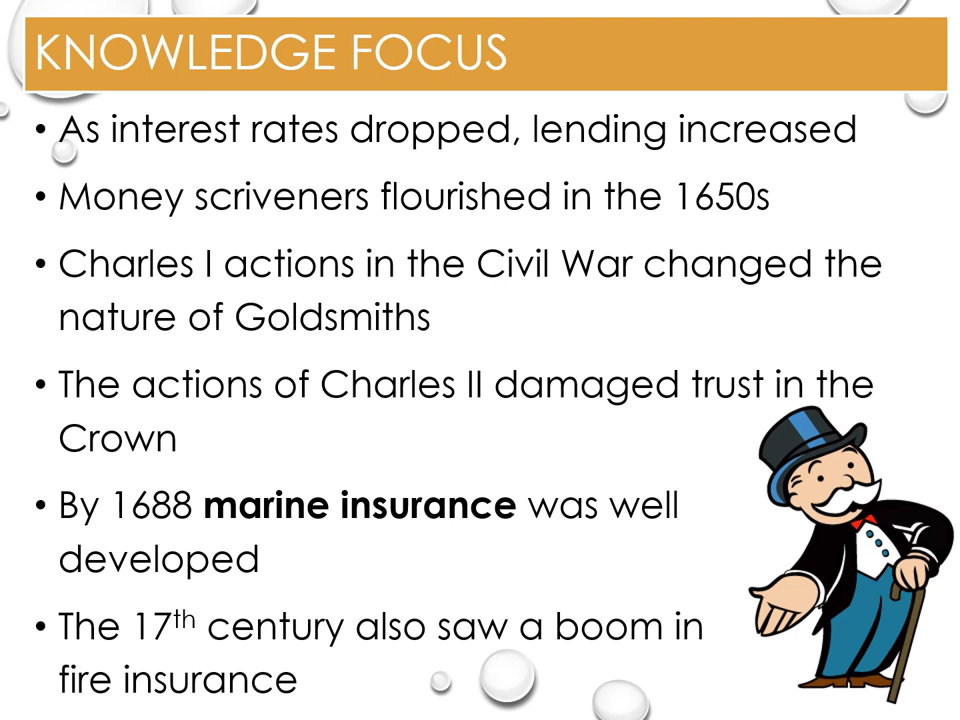 KNOWLEDGE FOCUS
• As interest rates dropped, lending increased
• Money scriveners flourished in the 1650s
• Charles I actions in the Civil War changed the
nature of Goldsmiths
• The actions of Charles II damaged trust in the
Crown
• By 1688 marine insurance was well
developed
• The 17th century also saw a boom in
fire insurance